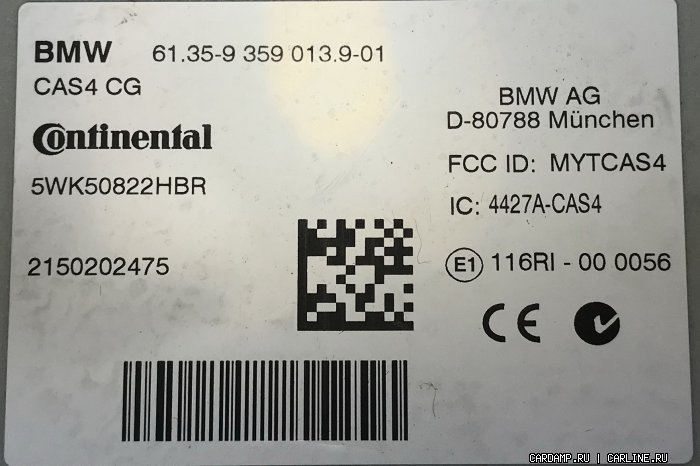 BMW 61.35-9 359 013.9-01
CAS4 CG
Continental
5WK50822HBR
2150202475
BMW AG
D-80788 München
FCC ID: MYTCAS4
IC: 4427A-CAS4
E1 116RI - 00 0056
CE
CARDAMP.RU | CARLINE.RU